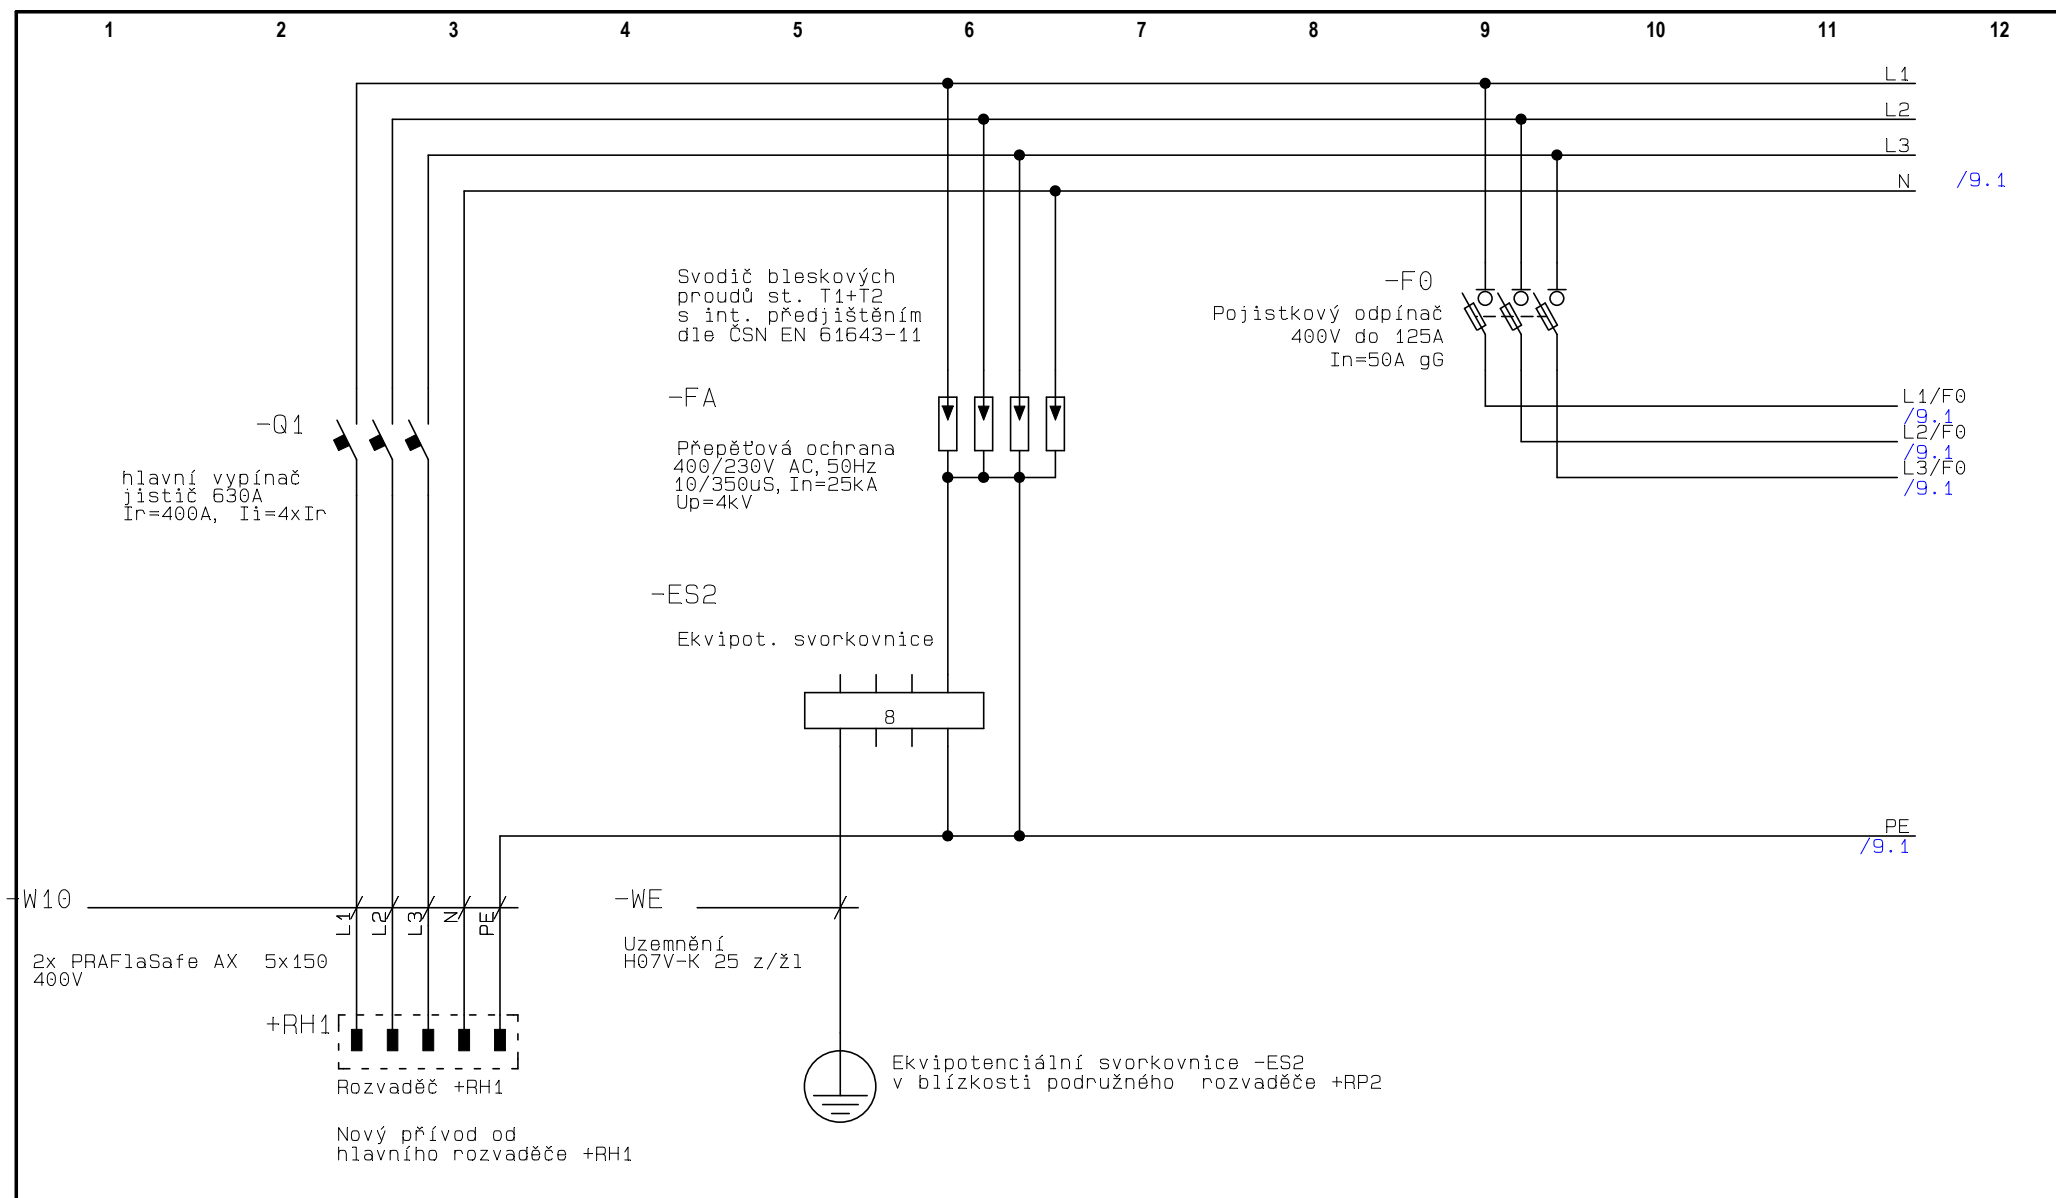 1 2 3 4 5 6 7 8 9 10 11 12
L1
L2
L3
N /9.1
Svodič bleskových
proudů st. T1+T2
s int. předjištěním
dle ČSN EN 61643-11
-F0
Pojistkový odpínač
400V do 125A
In=50A gG
-FA
L1/F0
/9.1
L2/F0
/9.1
L3/F0
/9.1
-Q1
Přepěťová ochrana
400/230V AC,50Hz
10/350uS,In=25kA
Up=4kV
hlavní vypínač
jistič 630A
Ir=400A, Ii=4xIr
-ES2
Ekvipot. svorkovnice
8
PE
/9.1
-W10
L1 L2 L3 N PE
-WE
Uzemnění
H07V-K 25 z/žl
2x PRAFlaSafe AX 5x150
400V
+RH1
Rozvaděč +RH1
Ekvipotenciální svorkovnice -ES2
v blízkosti podružného rozvaděče +RP2
Nový přívod od
hlavního rozvaděče +RH1